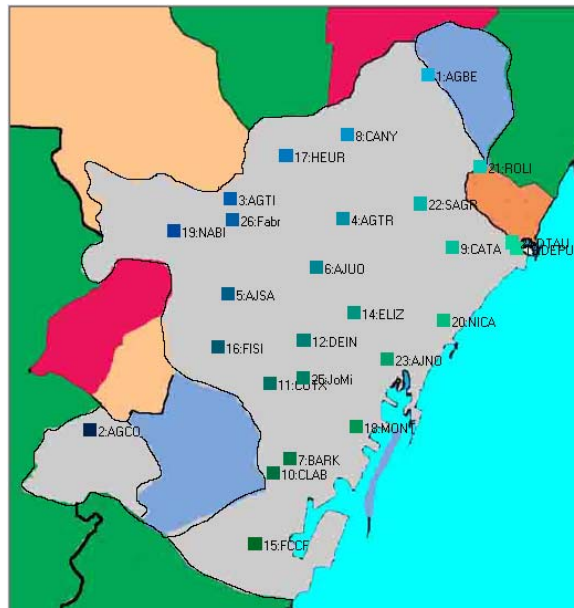 1:AGBE
8:CANY
17:HEUR
21:ROLI
3:AGTI
22:SAGR
26:Fabr
4:AGTR
19:NABI
9:CATA
6:AJUO
5:AJSA
14:ELIZ
20:NICA
12:DEIN
16:FISI
23:AJNO
25:JoMi
11:COTX
18:MONT
2:AGCO
7:BARK
10:CLAB
15:FCCF